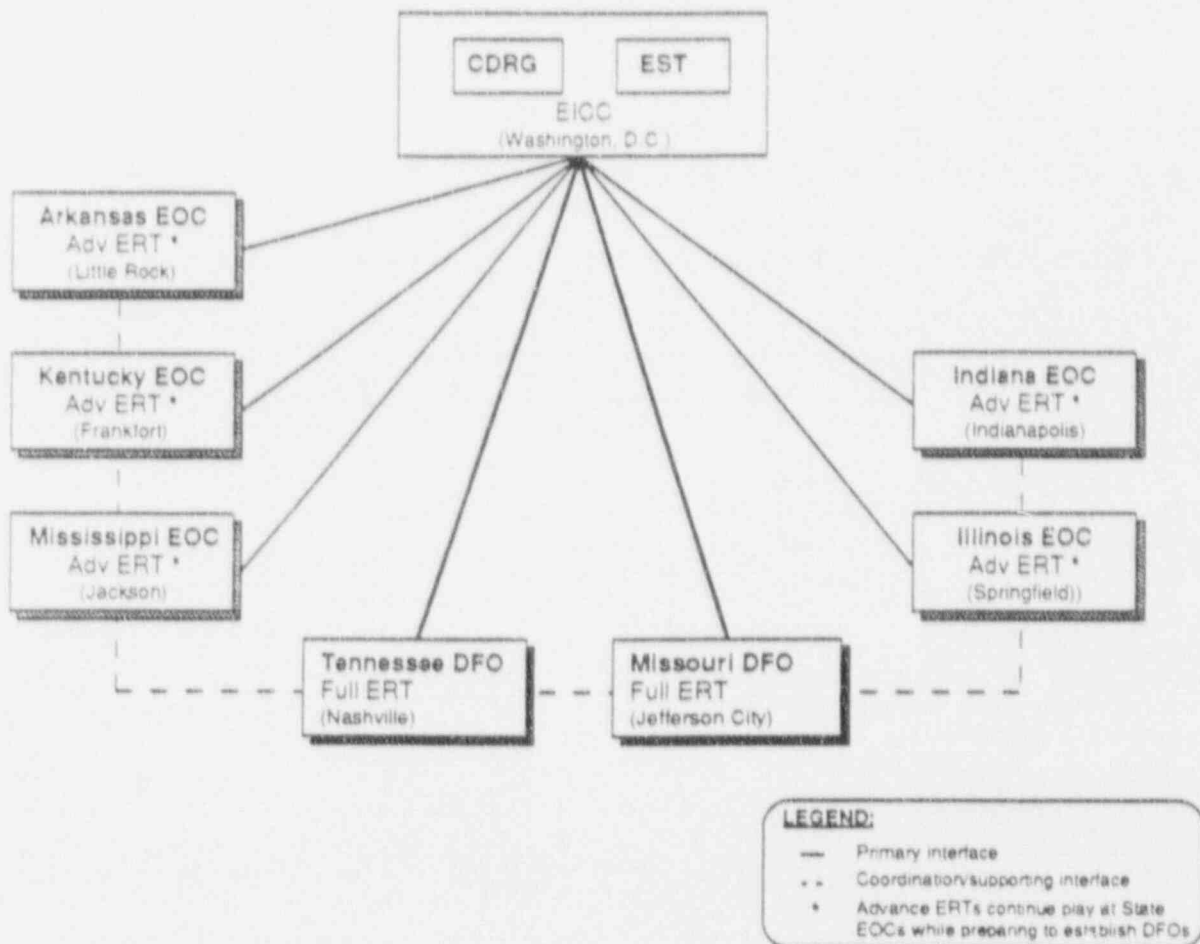 CDRG
EST
EICC
(Washington, D.C.)
Arkansas EOC
Adv ERT *
(Little Rock)
Kentucky EOC
Adv ERT *
(Frankfort)
Mississippi EOC
Adv ERT *
(Jackson)
Indiana EOC
Adv ERT *
(Indianapolis)
Illinois EOC
Adv ERT *
(Springfield))
Tennessee DFO
Full ERT
(Nashville)
Missouri DFO
Full ERT
(Jefferson City)
LEGEND:
Primary interface
Coordination/supporting interface
* Advance ERTs continue play at State
EOCs while preparing to establish DFOs